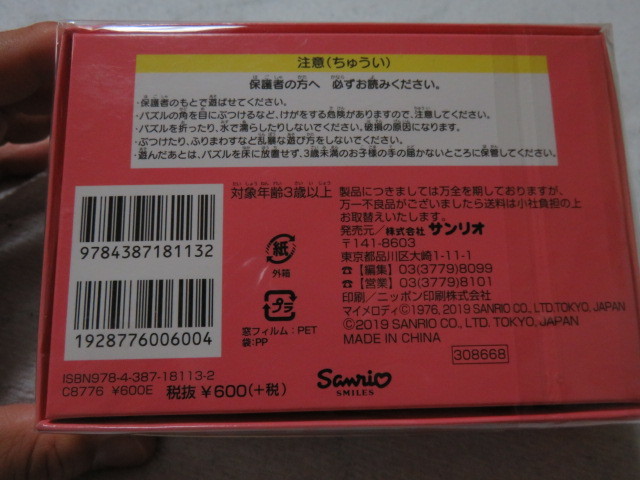 注意(ちゅうい)
保護者の方へ 必ずお読みください。
・保護者のもとで遊ばせてください。
・パズルの角を目にぶつけるなど、けがをする危険がありますので、注意してください。
・パズルを折ったり、水で濡らしたりしないでください。破損の原因になります。
・ぶつけたり、ふりまわすなど乱暴な遊び方をしないでください。
・遊んだあとは、パズルを床に放置せず、3歳未満のお子様の手の届かないところに保管してください。
対象年齢3歳以上
製品につきましては万全を期しておりますが、
万一不良品がございましたら送料は小社負担の上
お取替えいたします。
発売元/株式会社 サンリオ
〒141-8603
東京都品川区大崎1-11-1
☎【編集】03(3779)8099
☎【営業】03(3779)8101
印刷/ニッポン印刷株式会社
マイメロディ©1976, 2019 SANRIO CO., LTD.TOKYO, JAPAN
©2019 SANRIO CO., LTD. TOKYO, JAPAN
MADE IN CHINA
308668
紙
外箱
プラ
窓フィルム:PET
袋:PP
9784387181132
1928776006004
ISBN978-4-387-18113-2
C8776 ¥600E
税抜 ¥600(+税)
Sanrio
SMILES